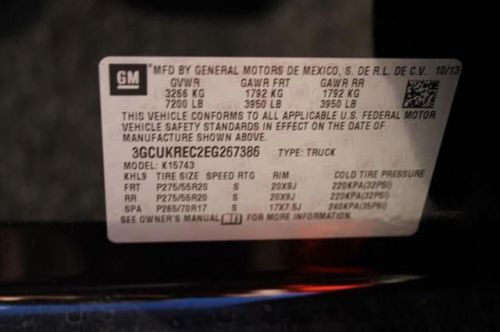 GM *MFD BY GENERAL MOTORS DE MEXICO, S. DE R.L. DE C.V. 10/13
GVWR GAWR FRT GAWR RR
3266 KG 1792 KG 1792 KG
7200 LB 3950 LB 3950 LB
THIS VEHICLE CONFORMS TO ALL APPLICABLE U.S. FEDERAL MOTOR
VEHICLE SAFETY STANDARDS IN EFFECT ON THE DATE OF
MANUFACTURE SHOWN ABOVE.
3GCUKREC2EG267386 TYPE: TRUCK
MODEL: K15743
KHL9 TIRE SIZE SPEED RTG RIM COLD TIRE PRESSURE
FRT P275/55R20 S 20X9J 220KPA(32PSI)
RR P275/55R20 S 20X9J 220KPA(32PSI)
SPA P265/70R17 S 17X7.5J 240KPA(35PSI)
SEE OWNER'S MANUAL FOR MORE INFORMATION.